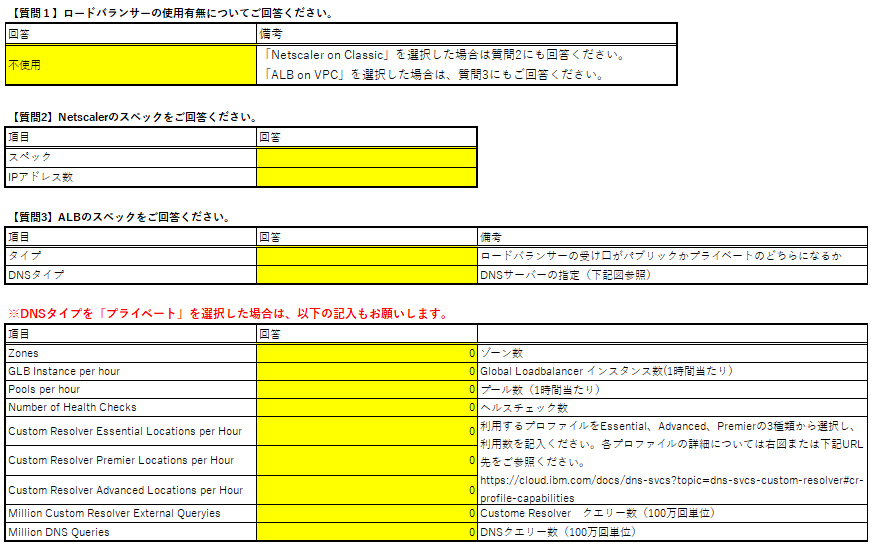 【質問１】ロードバランサーの使用有無についてご回答ください。
回答 備考
不使用 「Netscaler on Classic」を選択した場合は質問2にも回答ください。
「ALB on VPC」を選択した場合は、質問3にもご回答ください。
【質問2】Netscalerのスペックをご回答ください。
項目 回答
スペック
IPアドレス数
【質問3】ALBのスペックをご回答ください。
項目 回答 備考
タイプ ロードバランサーの受け口がパブリックかプライベートのどちらになるか
DNSタイプ DNSサーバーの指定（下記図参照）
※DNSタイプを「プライベート」を選択した場合は、以下の記入もお願いします。
項目 回答
Zones 0 ゾーン数
GLB Instance per hour 0 Global Loadbalancer インスタンス数(1時間当たり）
Pools per hour 0 プール数（1時間当たり）
Number of Health Checks 0 ヘルスチェック数
Custom Resolver Essential Locations per Hour 0 利用するプロファイルをEssential、Advanced、Premierの3種類から選択し、
利用数を記入ください。各プロファイルの詳細については右図または下記URL
Custom Resolver Premier Locations per Hour 0 先をご参照ください。
https://cloud.ibm.com/docs/dns-svcs?topic=dns-svcs-custom-resolver#cr-
Custom Resolver Advanced Locations per Hour 0 profile-capabilities
Million Custom Resolver External Queryies 0 Custome Resolver　クエリー数（100万回単位）
Million DNS Queries 0 DNSクエリー数（100万回単位）